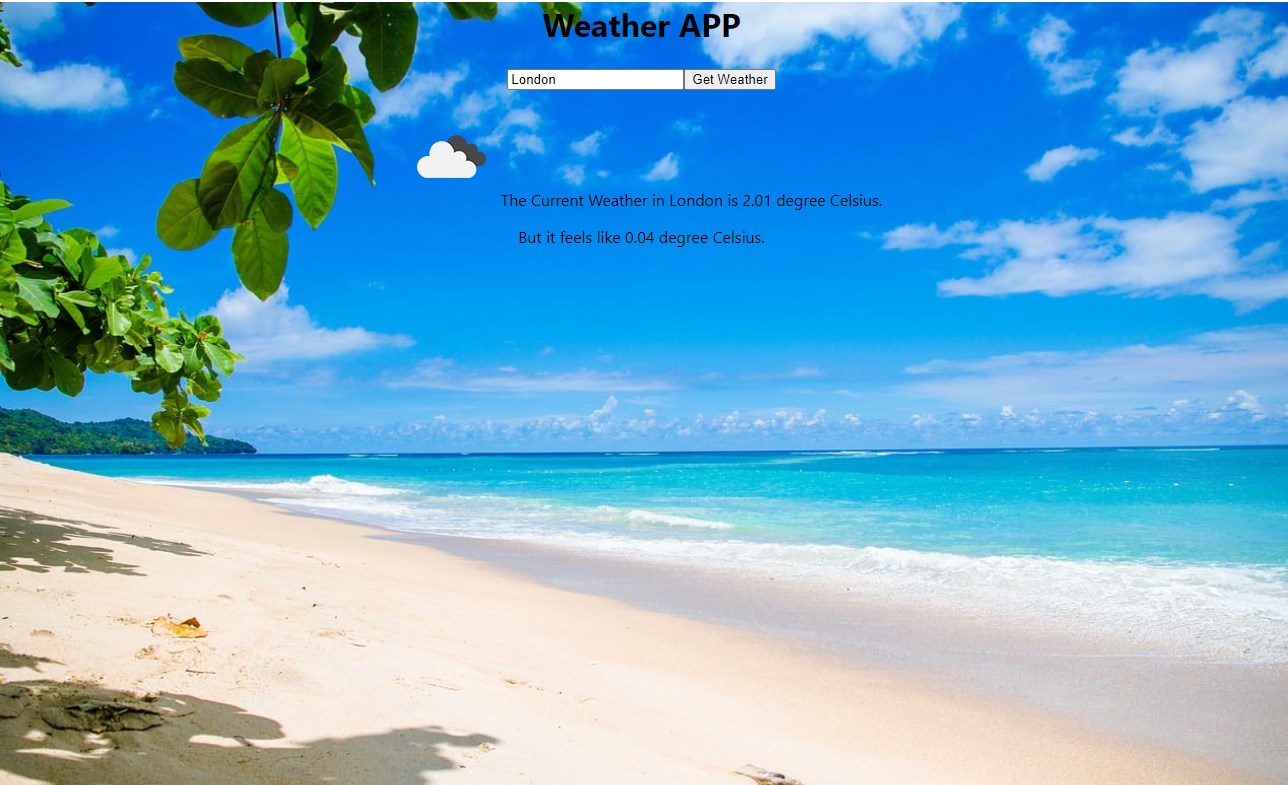 Weather APP
London Get Weather
The Current Weather in London is 2.01 degree Celsius.
But it feels like 0.04 degree Celsius.